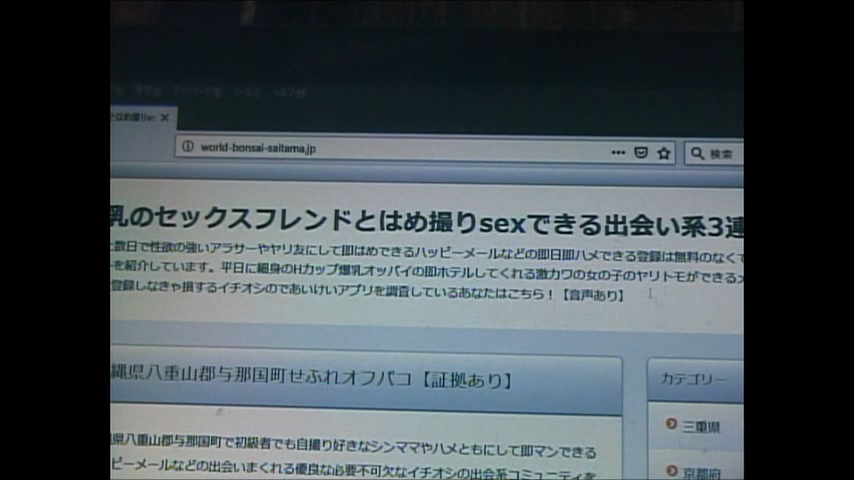 とはめ撮りse
world-bonsai-saitama.jp
検索
乳のセックスフレンドとはめ撮りsexできる出会い系3連
数日で性欲の強いアラサーやヤリ友にして即はめできるハッピーメールなどの即日即ハメできる登録は無料のなくて
を紹介しています。平日に細身のHカップ爆乳オッパイの即ホテルしてくれる激カワの女の子のヤリトモができるメ
登録しなきゃ損するイチオシのであいけいアプリを調査しているあなたはこちら！【音声あり】
縄県八重山郡与那国町せふれオフパコ【証拠あり】
カテゴリー
県八重山郡与那国町で初級者でも自撮り好きなシンママやハメともにして即マンできる
三重県
ピーメールなどの出会いまくれる優良な必要不可欠なイチオシの出会系コミュニティを
京都府